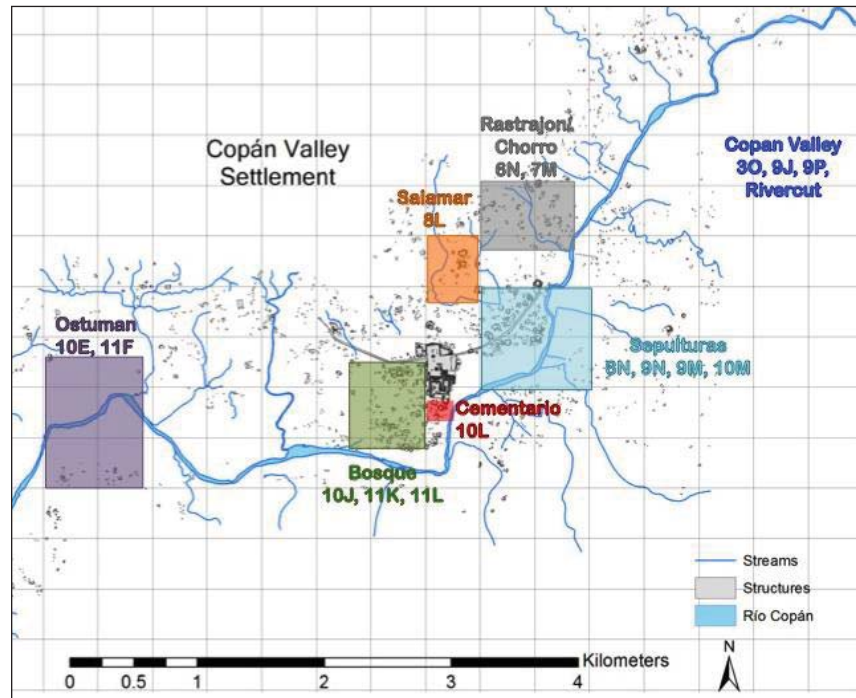 Copán Valley
Settlement
Rastrajon/
Chorro
6N, 7M
Copan Valley
3O, 9J, 9P,
Rivercut
Salamar
8L
Ostuman
10E, 11F
Sepulturas
8N, 9N, 9M, 10M
Cementario
10L
Bosque
10J, 11K, 11L
Streams
Structures
Río Copán
N
Kilometers
0 0.5 1 2 3 4